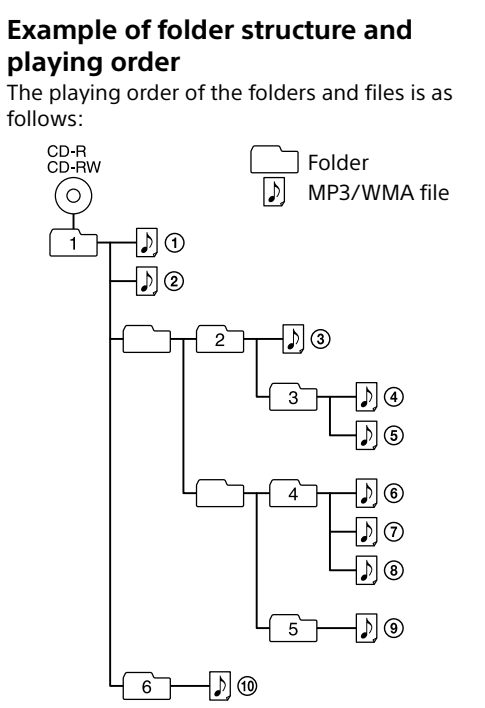 Example of folder structure and
playing order
The playing order of the folders and files is as
follows:
CD-R
CD-RW
Folder
MP3/WMA file
1
①
②
2
③
3
④
⑤
4
⑥
⑦
⑧
5
⑨
6
⑩